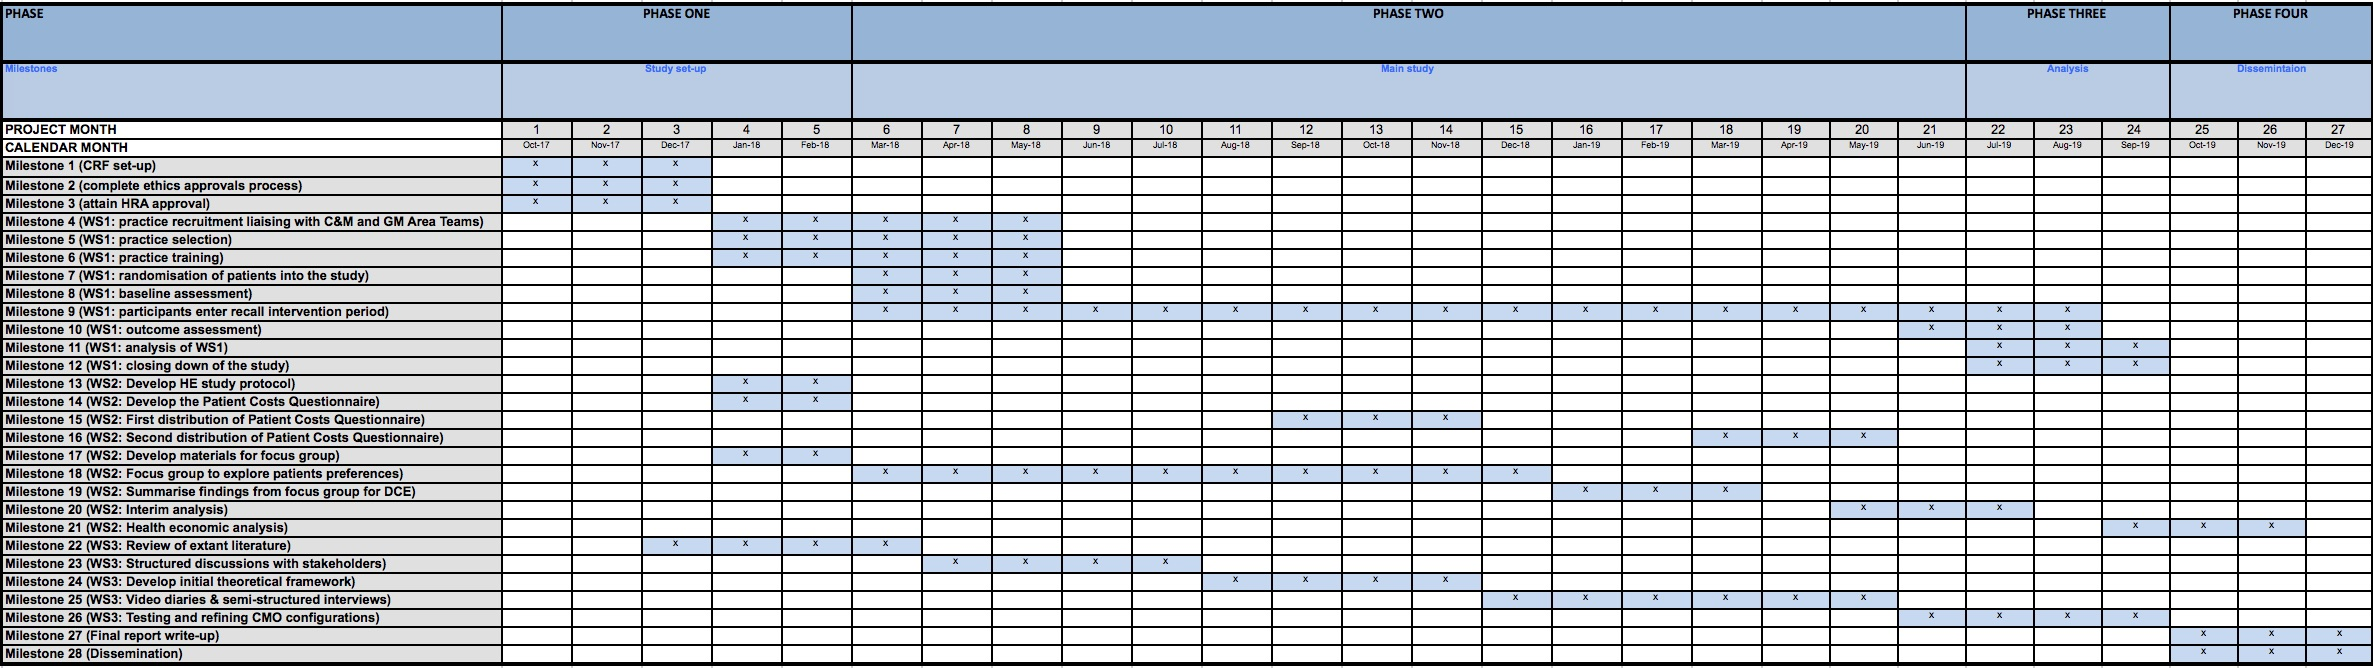 PHASE PHASE ONE PHASE TWO PHASE THREE PHASE FOUR
Milestones Study set-up Main study Analysis Dissemintaion
PROJECT MONTH 1 2 3 4 5 6 7 8 9 10 11 12 13 14 15 16 17 18 19 20 21 22 23 24 25 26 27
CALENDAR MONTH Oct-17 Nov-17 Dec-17 Jan-18 Feb-18 Mar-18 Apr-18 May-18 Jun-18 Jul-18 Aug-18 Sep-18 Oct-18 Nov-18 Dec-18 Jan-19 Feb-19 Mar-19 Apr-19 May-19 Jun-19 Jul-19 Aug-19 Sep-19 Oct-19 Nov-19 Dec-19
Milestone 1 (CRF set-up) x x x
Milestone 2 (complete ethics approvals process) x x x
Milestone 3 (attain HRA approval) x x x
Milestone 4 (WS1: practice recruitment liaising with C&M and GM Area Teams) x x x x x
Milestone 5 (WS1: practice selection) x x x x x
Milestone 6 (WS1: practice training) x x x x x
Milestone 7 (WS1: randomisation of patients into the study) x x x
Milestone 8 (WS1: baseline assessment) x x x
Milestone 9 (WS1: participants enter recall intervention period) x x x x x x x x x x x x x x x x x x
Milestone 10 (WS1: outcome assessment) x x x
Milestone 11 (WS1: analysis of WS1) x x x
Milestone 12 (WS1: closing down of the study) x x x
Milestone 13 (WS2: Develop HE study protocol) x x
Milestone 14 (WS2: Develop the Patient Costs Questionnaire) x x
Milestone 15 (WS2: First distribution of Patient Costs Questionnaire) x x x
Milestone 16 (WS2: Second distribution of Patient Costs Questionnaire) x x x
Milestone 17 (WS2: Develop materials for focus group) x x
Milestone 18 (WS2: Focus group to explore patients preferences) x x x x x x x x x x
Milestone 19 (WS2: Summarise findings from focus group for DCE) x x x
Milestone 20 (WS2: Interim analysis) x x x
Milestone 21 (WS2: Health economic analysis) x x x
Milestone 22 (WS3: Review of extant literature) x x x x
Milestone 23 (WS3: Structured discussions with stakeholders) x x x x
Milestone 24 (WS3: Develop initial theoretical framework) x x x x
Milestone 25 (WS3: Video diaries & semi-structured interviews) x x x x x x
Milestone 26 (WS3: Testing and refining CMO configurations) x x x x
Milestone 27 (Final report write-up) x x x
Milestone 28 (Dissemination) x x x